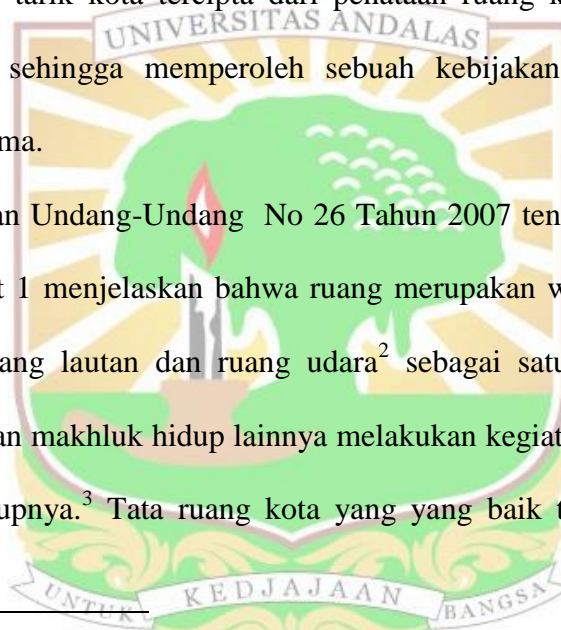 tarik kota tercipta dari penataan ruang k
UNIVERSITAS ANDALAS
sehingga memperoleh sebuah kebijakan
ma.
an Undang-Undang No 26 Tahun 2007 ten
t 1 menjelaskan bahwa ruang merupakan w
ang lautan dan ruang udara² sebagai satu
an makhluk hidup lainnya melakukan kegiat
upnya.³ Tata ruang kota yang yang baik t
UNTUK KEDJAJAAN BANGSA